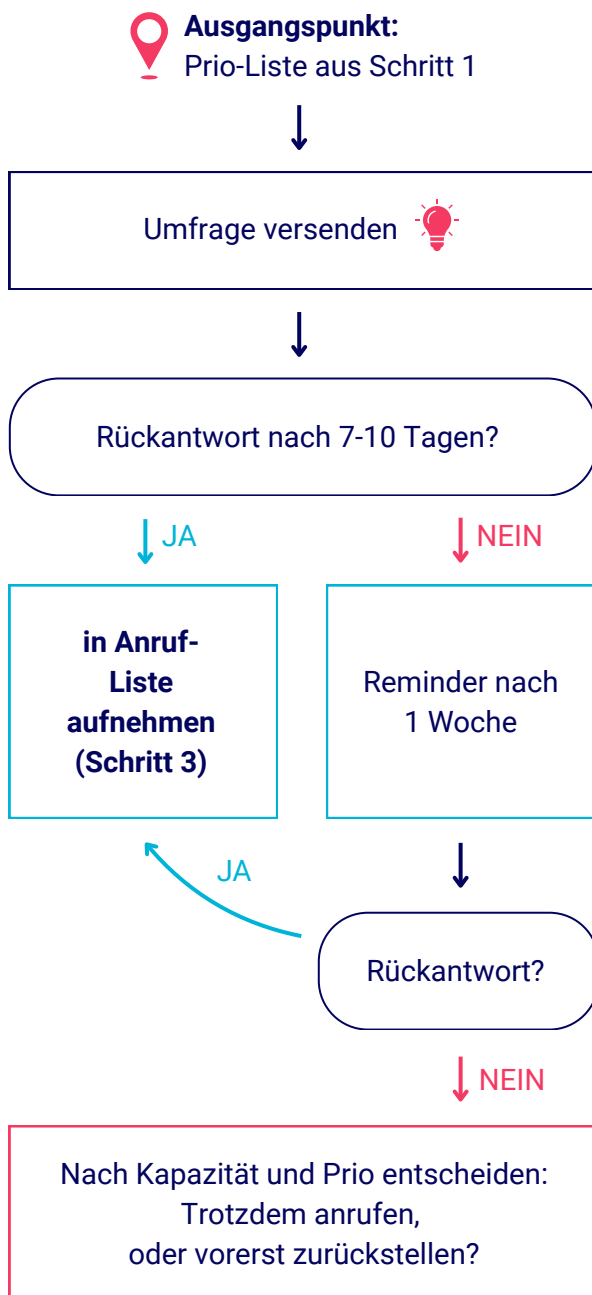 Ausgangspunkt:
Prio-Liste aus Schritt 1
Umfrage versenden
Rückantwort nach 7-10 Tagen?
JA
NEIN
in Anruf-
Liste
aufnehmen
(Schritt 3)
Reminder nach
1 Woche
JA
Rückantwort?
NEIN
Nach Kapazität und Prio entscheiden:
Trotzdem anrufen,
oder vorerst zurückstellen?